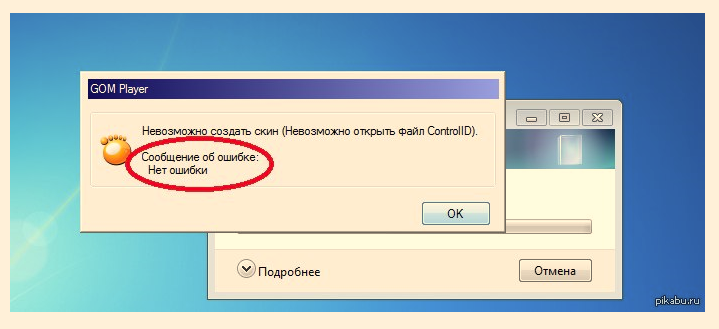 GOM Player
Невозможно создать скин (Невозможно открыть файл ControlID).
Сообщение об ошибке:
Нет ошибки
OK
Подробнее
Отмена
pikabu.ru